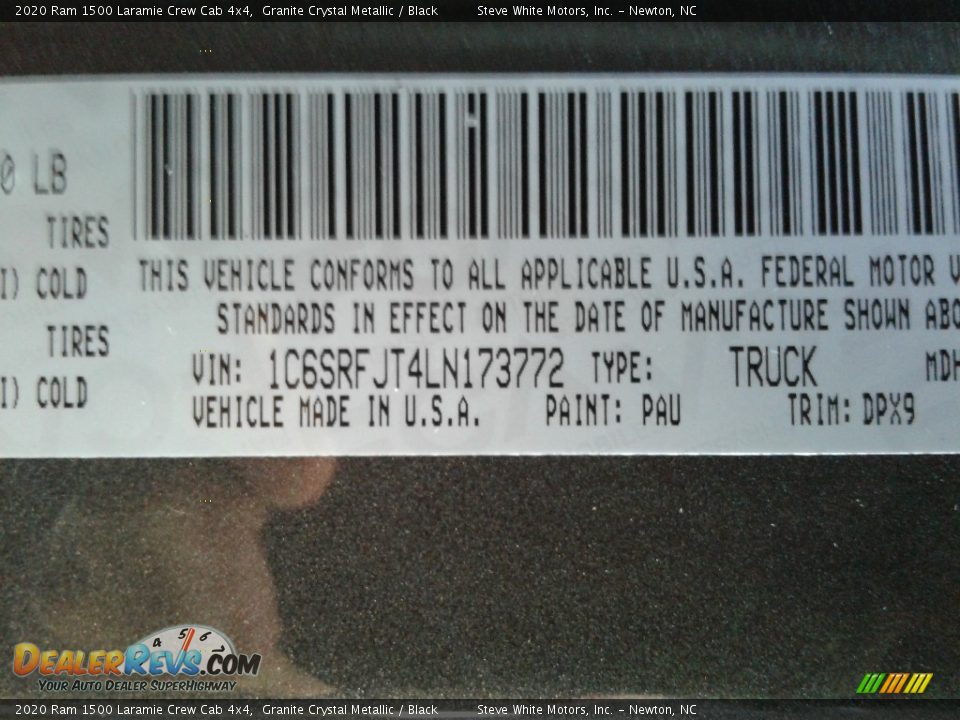 2020 Ram 1500 Laramie Crew Cab 4x4, Granite Crystal Metallic / Black Steve White Motors, Inc. - Newton, NC
0 LB
TIRES
I) COLD
TIRES
I) COLD
THIS VEHICLE CONFORMS TO ALL APPLICABLE U.S.A. FEDERAL MOTOR V
STANDARDS IN EFFECT ON THE DATE OF MANUFACTURE SHOWN ABO
VIN: 1C6SRFJT4LN173772 TYPE: TRUCK MDH
VEHICLE MADE IN U.S.A. PAINT: PAU TRIM: DPX9
4 5 6
DEALERREVS.COM
YOUR AUTO DEALER SUPERHIGHWAY
2020 Ram 1500 Laramie Crew Cab 4x4, Granite Crystal Metallic / Black Steve White Motors, Inc. - Newton, NC